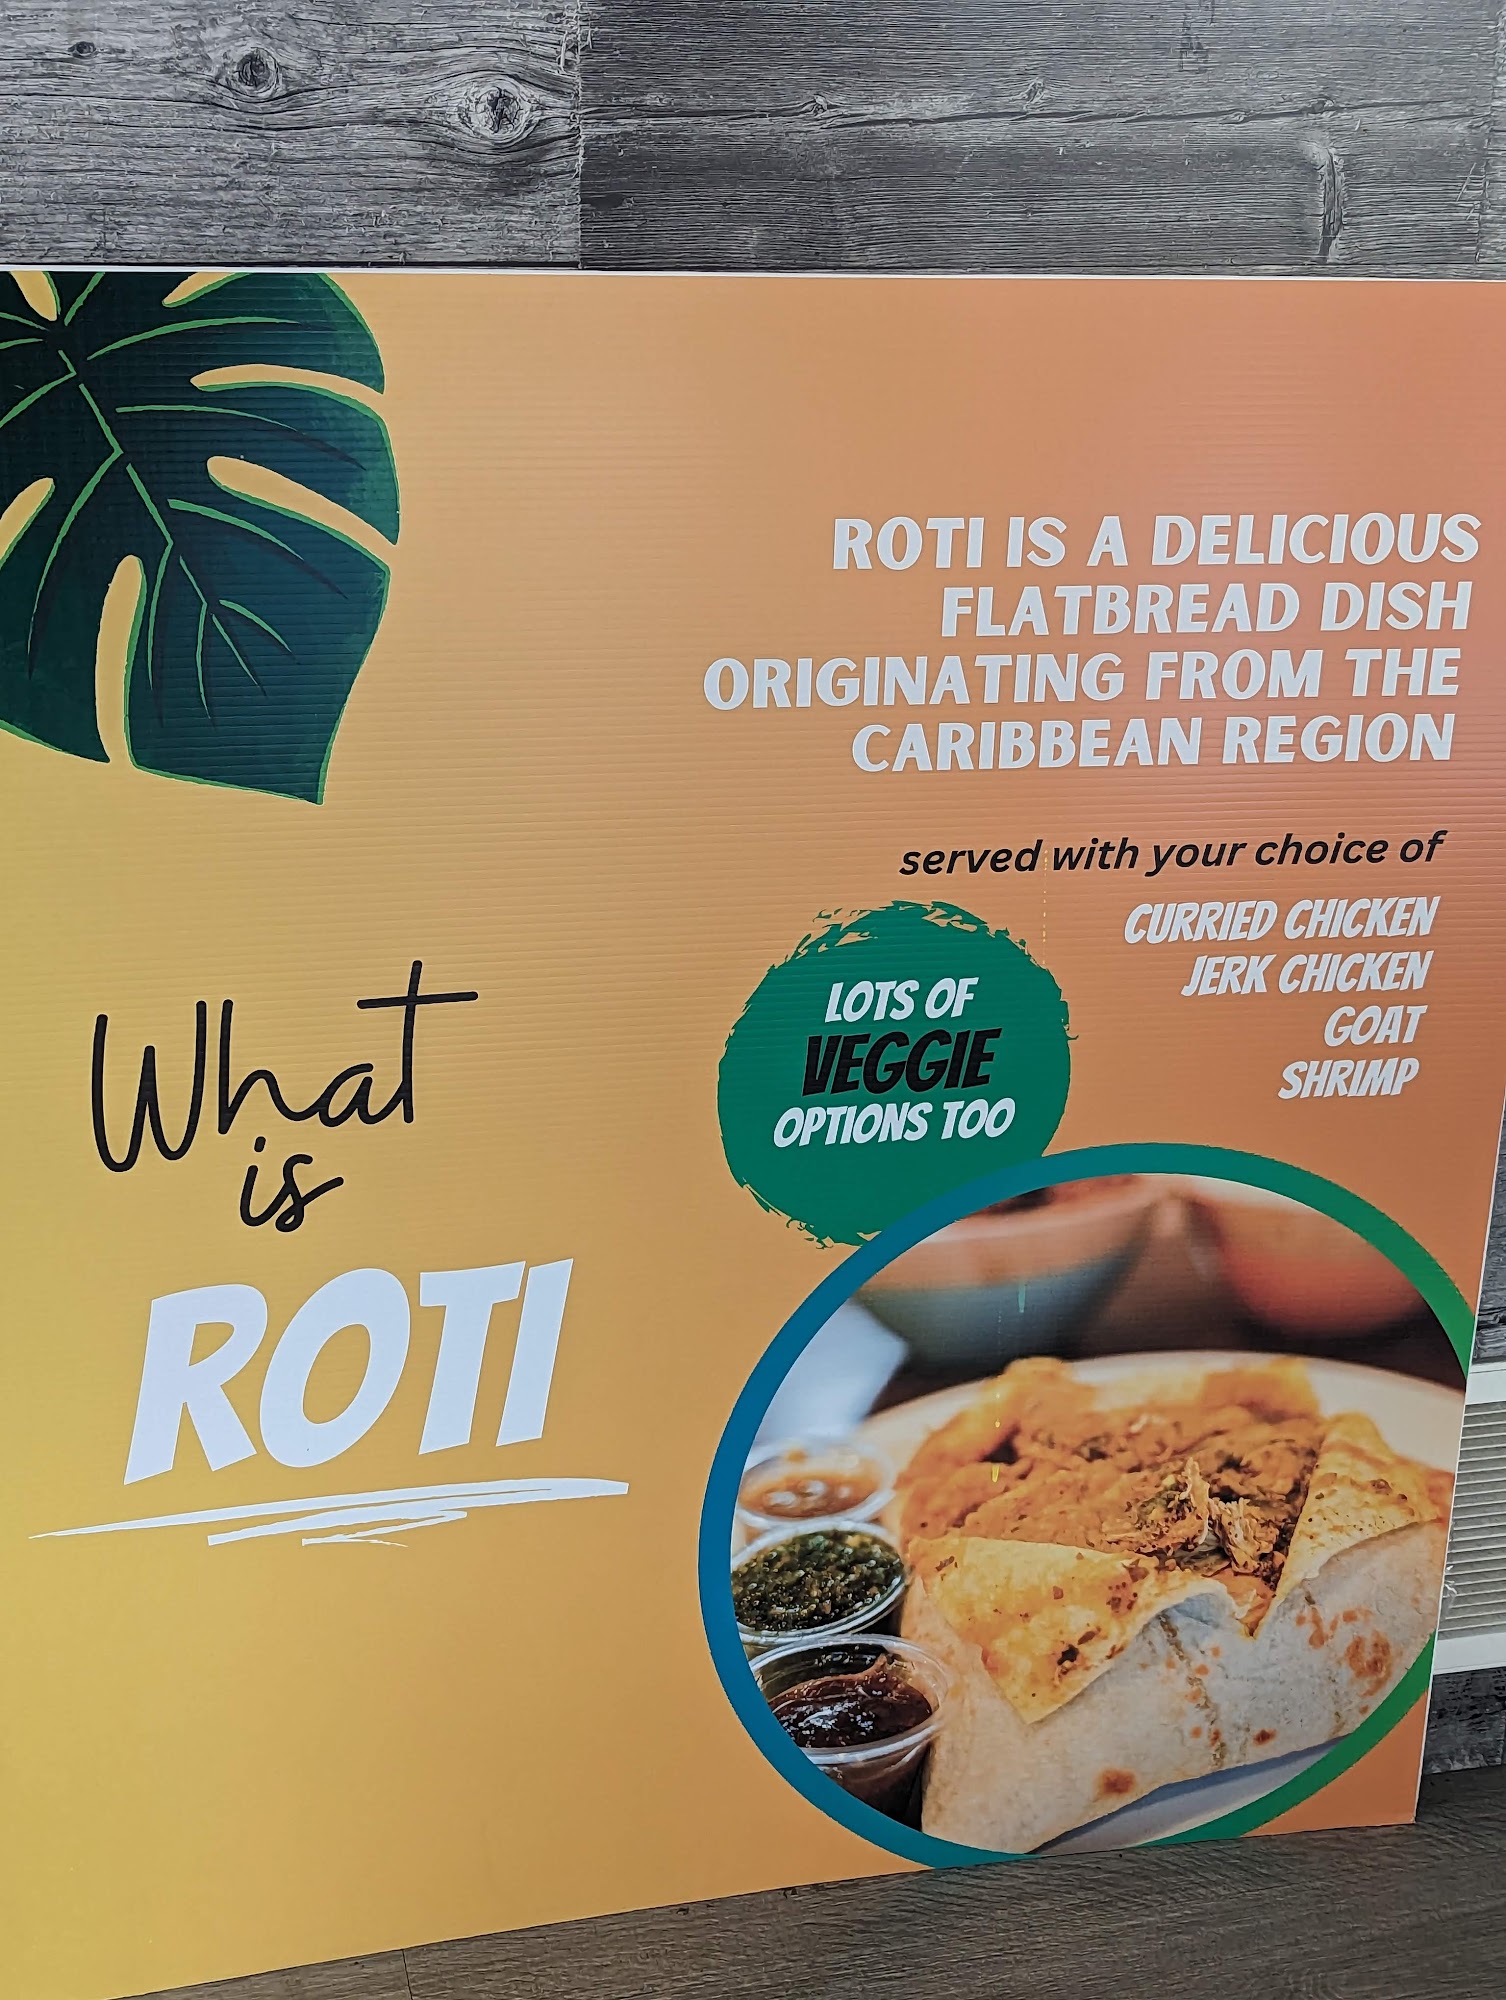 What
is
ROTI
ROTI IS A DELICIOUS
FLATBREAD DISH
ORIGINATING FROM THE
CARIBBEAN REGION
served with your choice of
CURRIED CHICKEN
JERK CHICKEN
GOAT
SHRIMP
LOTS OF
VEGGIE
OPTIONS TOO